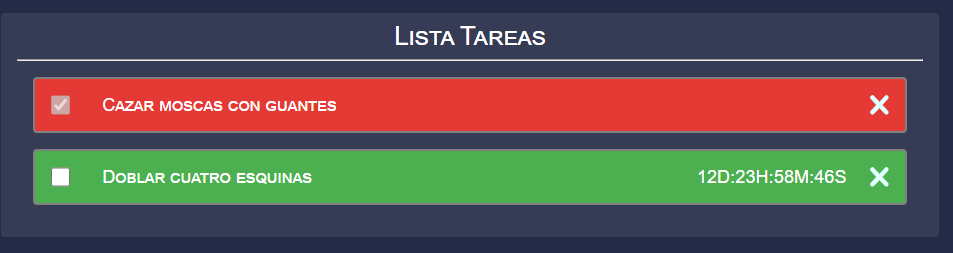 Lista Tareas
Cazar moscas con guantes
Doblar cuatro esquinas 12D:23H:58M:46S